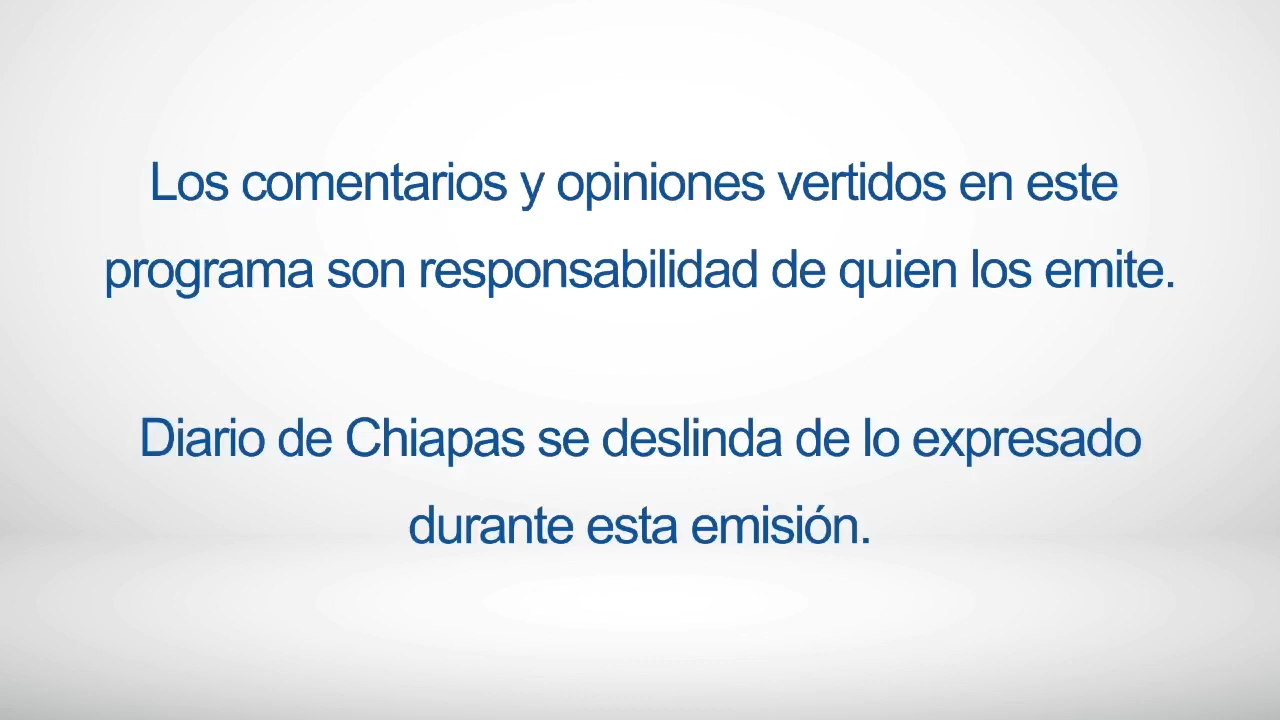 Los comentarios y opiniones vertidos en este
programa son responsabilidad de quien los emite.
Diario de Chiapas se deslinda de lo expresado
durante esta emisión.